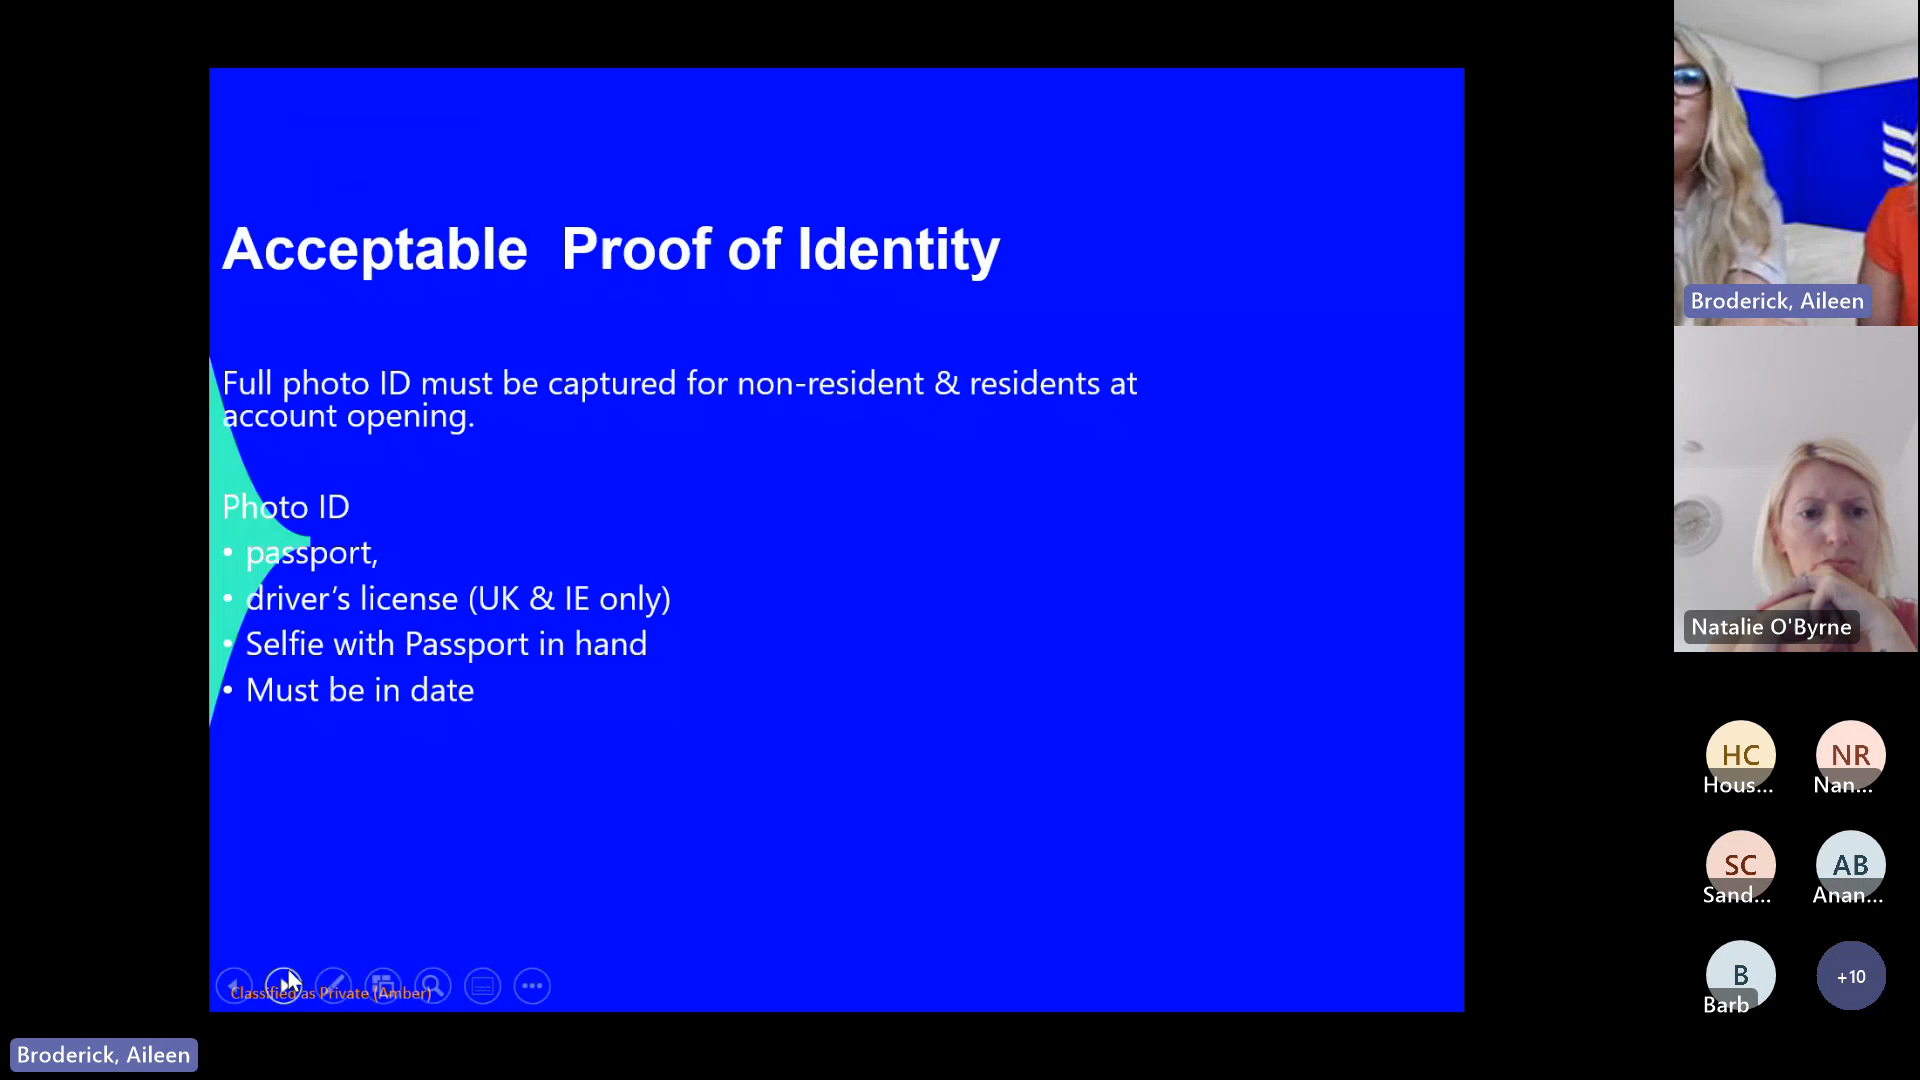 Acceptable  Proof of Identity
Full photo ID must be captured for non-resident & residents at
account opening.
Photo ID
• passport,
• driver’s license (UK & IE only)
• Selfie with Passport in hand
• Must be in date
Classified as Private (Amber)
Broderick, Aileen
Broderick, Aileen
Natalie O'Byrne
HC
Hous...
NR
Nan...
SC
Sand...
AB
Anan...
B
Barb
+10